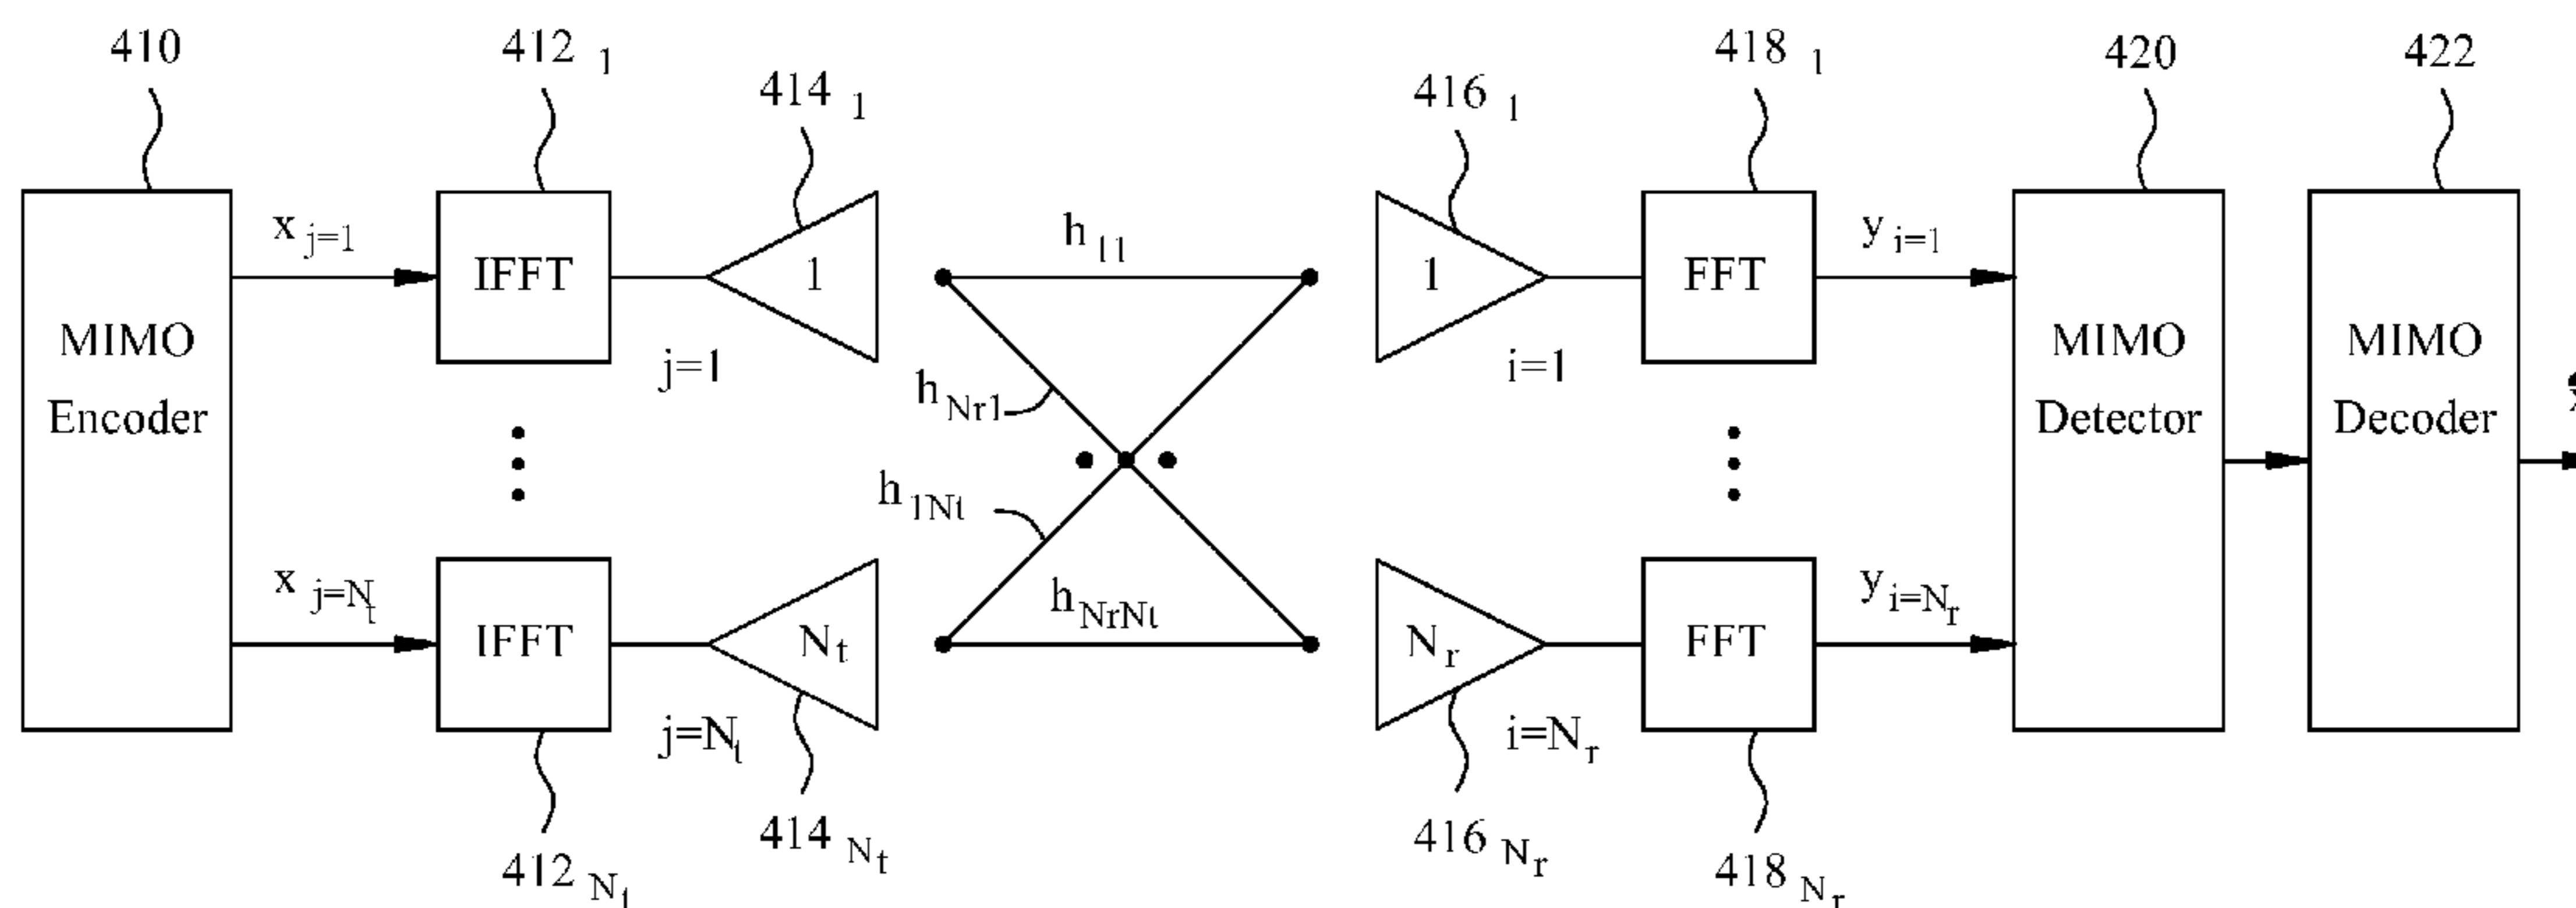 410
412 1
414 1
416 1
418 1
420
422
MIMO
Encoder
x j=1
IFFT
1
j=1
h 11
h Nr1
h 1Nt
h NrNt
1
i=1
FFT
y i=1
MIMO
Detector
MIMO
Decoder
x j=Nt
IFFT
Nt
j=Nt
Nr
i=Nr
FFT
y i=Nr
412 Nt
414 Nt
416 Nr
418 Nr